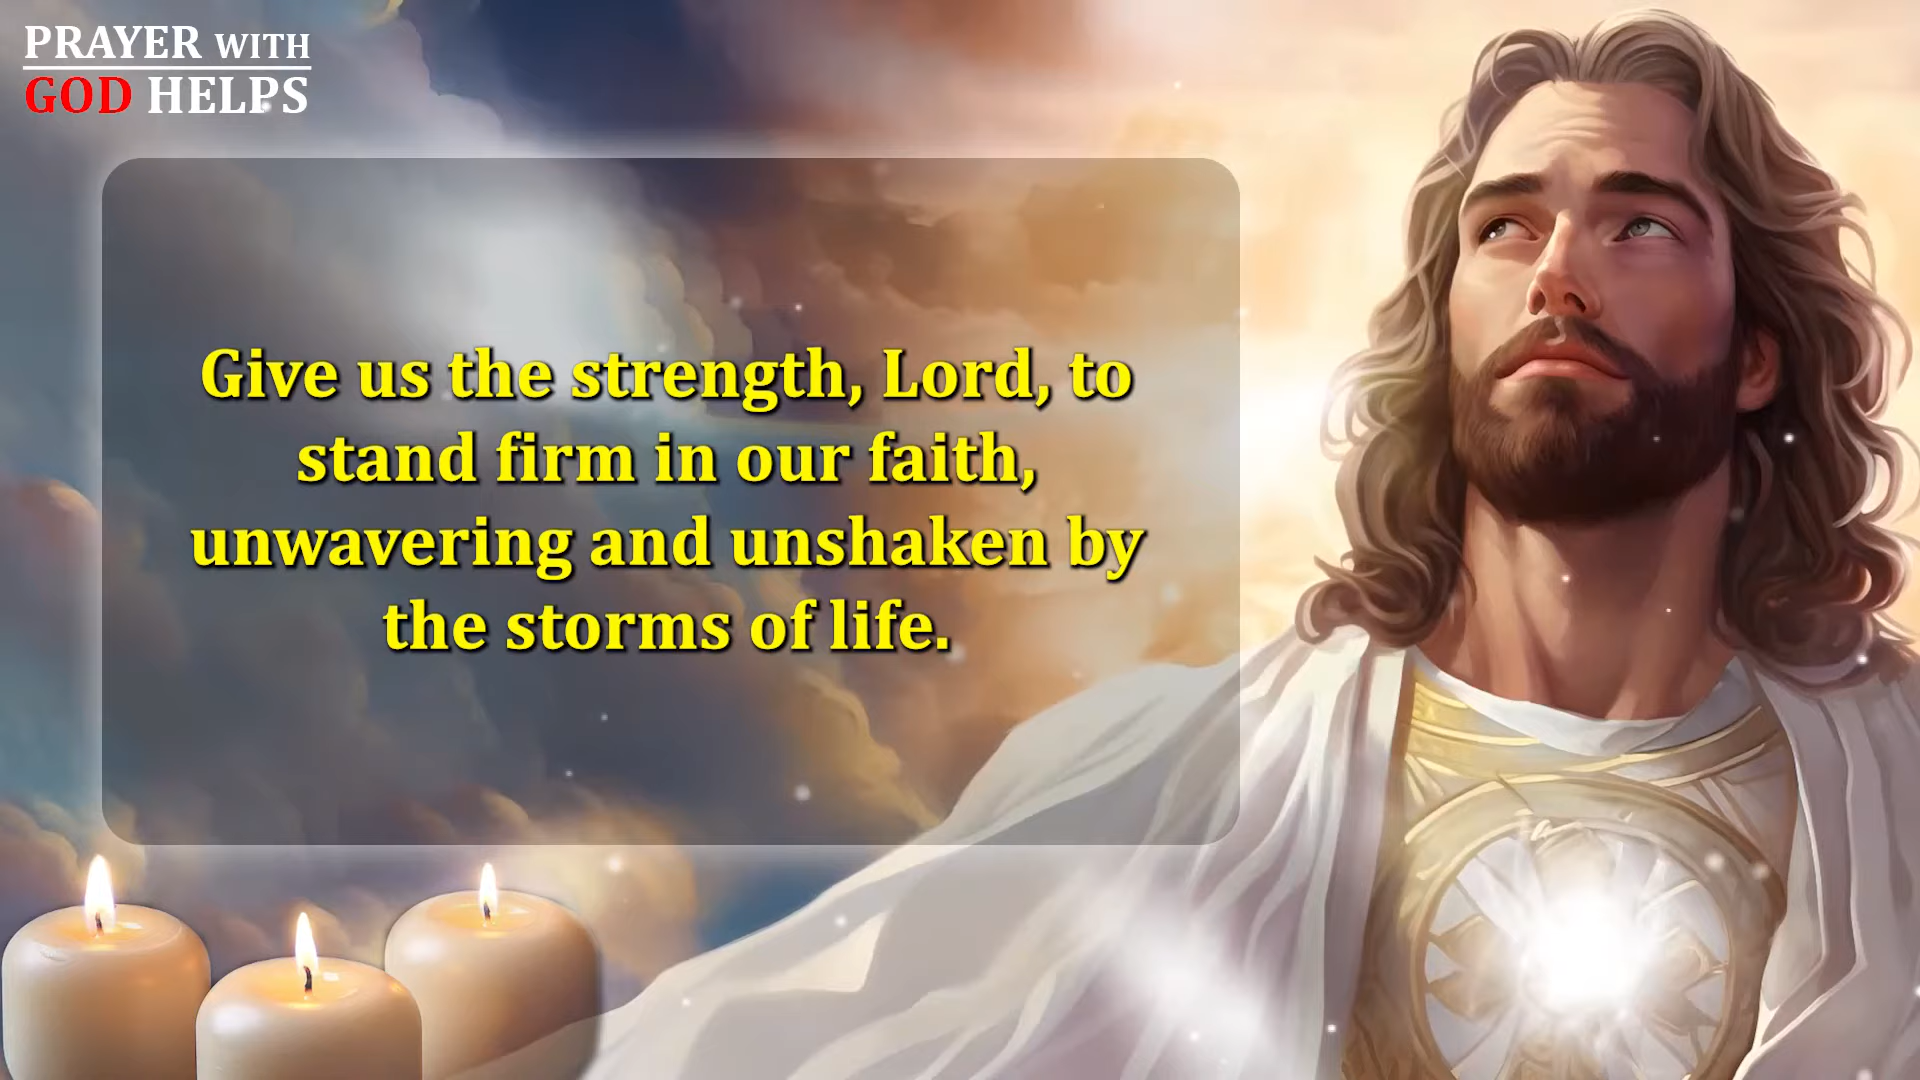 PRAYER WITH
GOD HELPS
Give us the strength, Lord, to
stand firm in our faith,
unwavering and unshaken by
the storms of life.